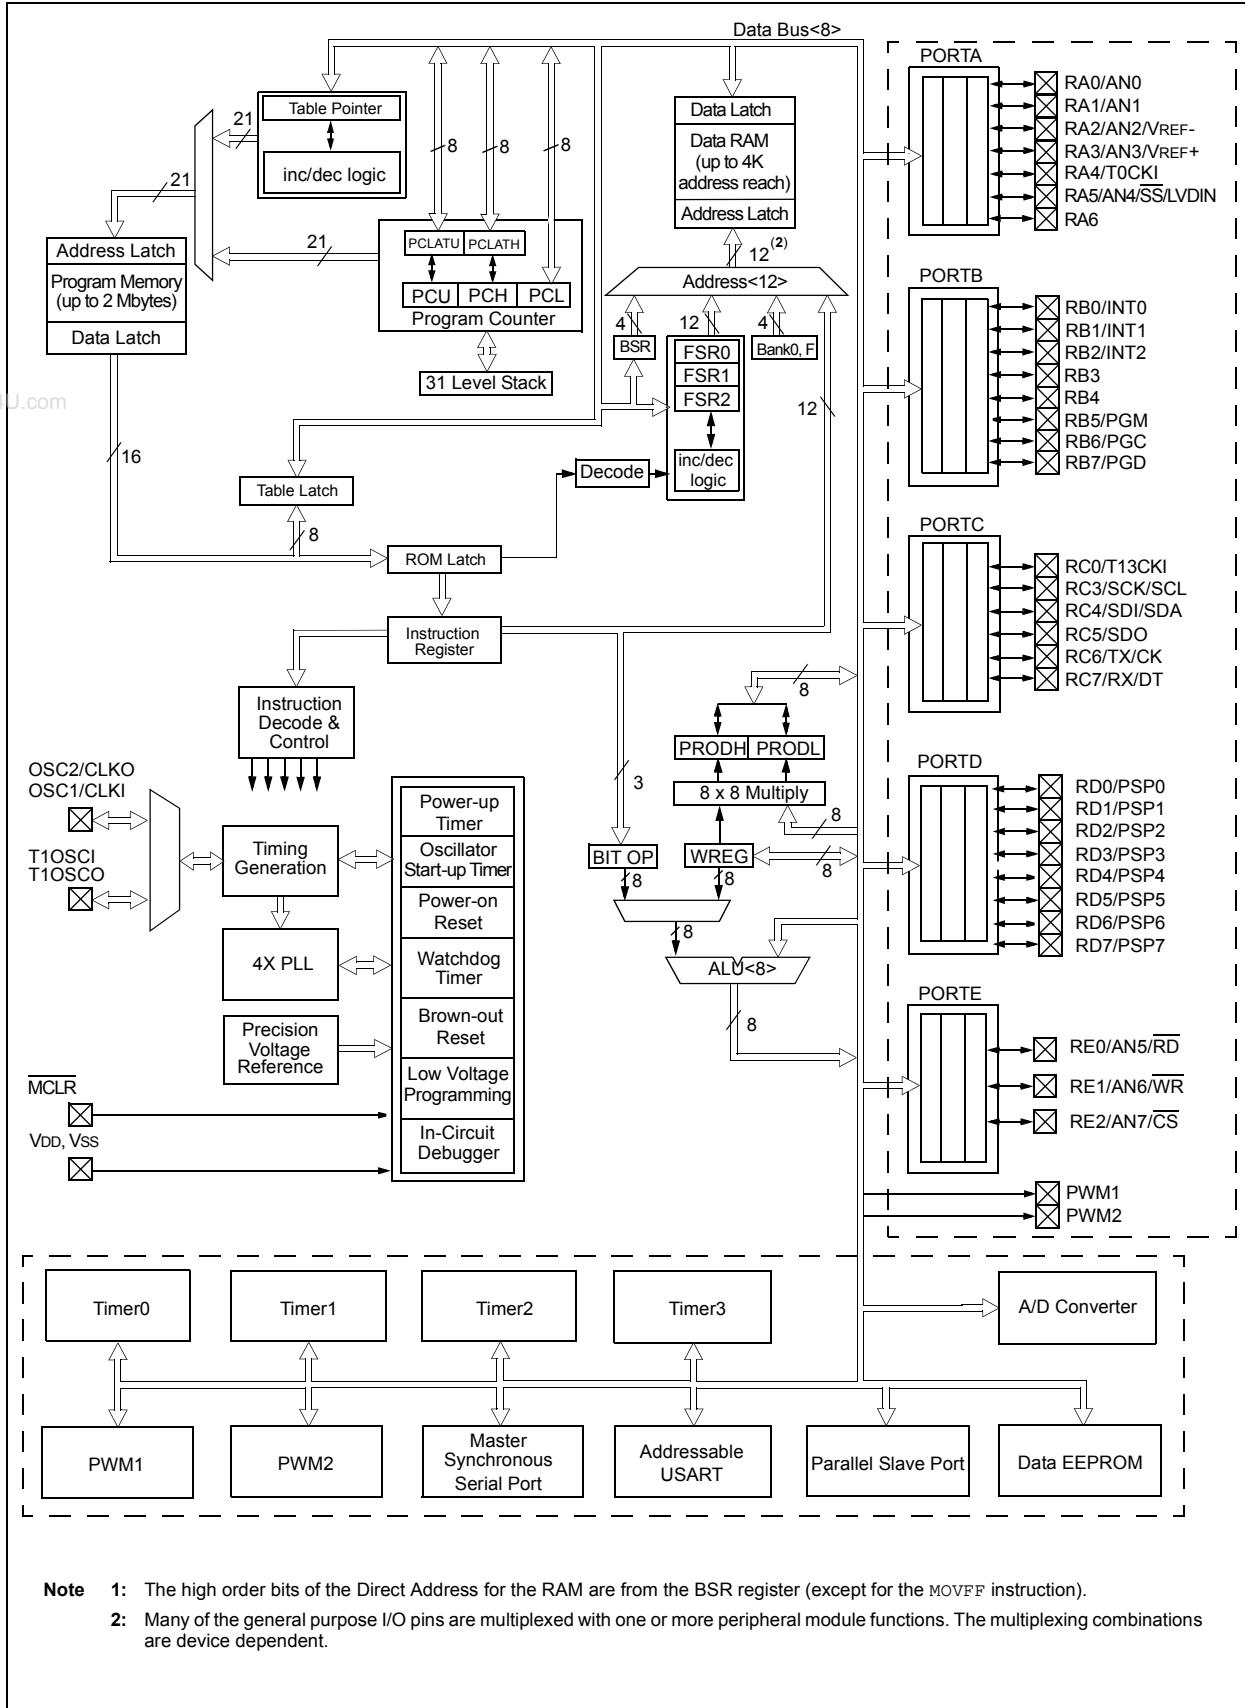 Data Bus<8>
PORTA
Table Pointer
inc/dec logic
21
21
8
8
8
Data Latch
Data RAM
(up to 4K
address reach)
Address Latch
RA0/AN0
RA1/AN1
RA2/AN2/VREF-
RA3/AN3/VREF+
RA4/T0CKI
RA5/AN4/SS/LVDIN
RA6
Address Latch
Program Memory
(up to 2 Mbytes)
Data Latch
21
PCLATU
PCLATH
PCU
PCH
PCL
Program Counter
31 Level Stack
12(2)
Address<12>
4
12
4
BSR
FSR0
FSR1
FSR2
Bank0, F
inc/dec
logic
12
PORTB
RB0/INT0
RB1/INT1
RB2/INT2
RB3
RB4
RB5/PGM
RB6/PGC
RB7/PGD
U.com
16
Table Latch
8
Decode
ROM Latch
Instruction
Register
PORTC
RC0/T13CKI
RC3/SCK/SCL
RC4/SDI/SDA
RC5/SDO
RC6/TX/CK
RC7/RX/DT
Instruction
Decode &
Control
8
PRODH
PRODL
8 x 8 Multiply
3
8
BIT OP
WREG
8
8
8
8
ALU<8>
8
OSC2/CLKO
OSC1/CLKI
T1OSCI
T1OSCO
Timing
Generation
4X PLL
Precision
Voltage
Reference
Power-up
Timer
Oscillator
Start-up Timer
Power-on
Reset
Watchdog
Timer
Brown-out
Reset
Low Voltage
Programming
In-Circuit
Debugger
MCLR
VDD, VSS
PORTD
RD0/PSP0
RD1/PSP1
RD2/PSP2
RD3/PSP3
RD4/PSP4
RD5/PSP5
RD6/PSP6
RD7/PSP7
PORTE
RE0/AN5/RD
RE1/AN6/WR
RE2/AN7/CS
PWM1
PWM2
Timer0
Timer1
Timer2
Timer3
A/D Converter
PWM1
PWM2
Master
Synchronous
Serial Port
Addressable
USART
Parallel Slave Port
Data EEPROM
Note 1: The high order bits of the Direct Address for the RAM are from the BSR register (except for the MOVFF instruction).
2: Many of the general purpose I/O pins are multiplexed with one or more peripheral module functions. The multiplexing combinations
are device dependent.